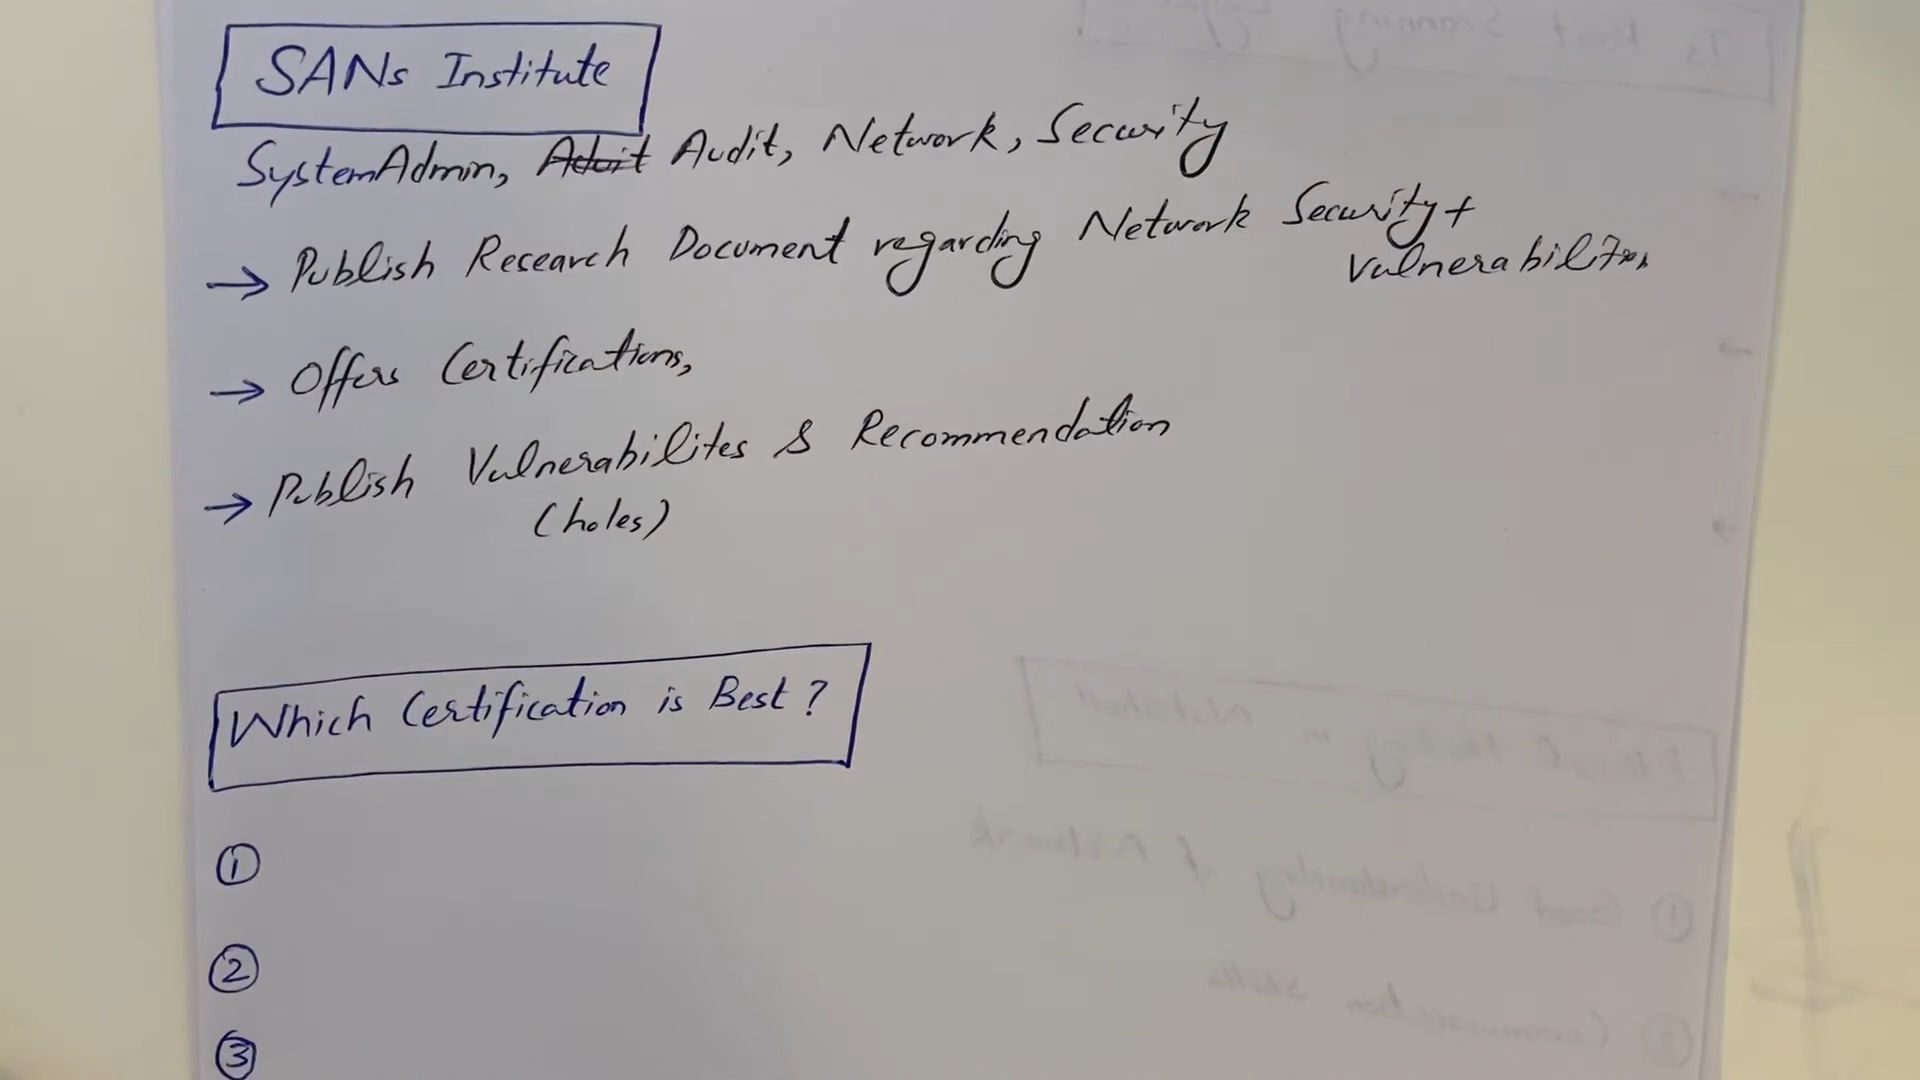 SANs Institute
SystemAdmin, Audit, Network, Security
→ Publish Research Document regarding Network Security +
Vulnerabilities
→ Offers Certifications,
→ Publish Vulnerabilites & Recommendation
(holes)
Which Certification is Best?
①
②
③